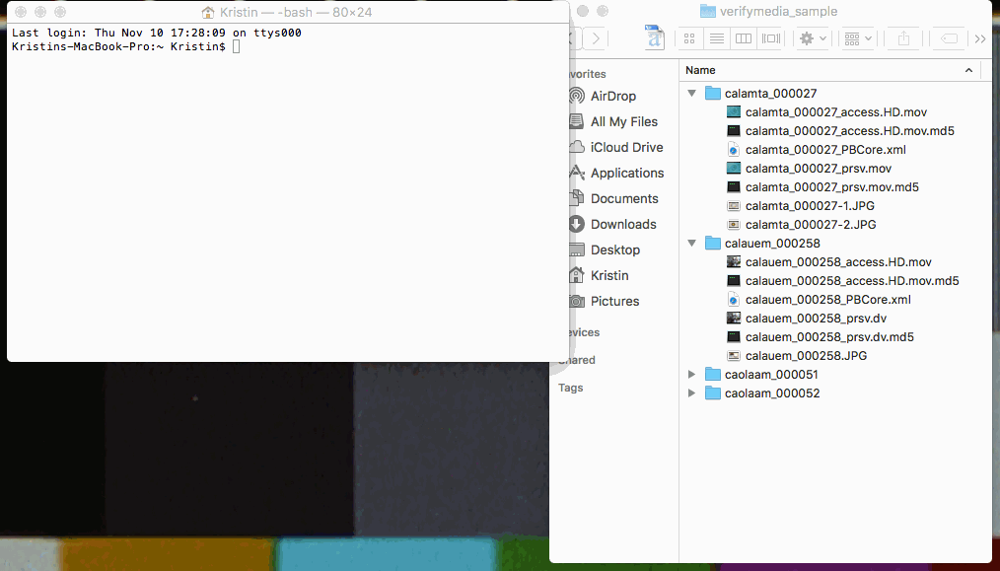 Kristin — -bash — 80×24
Last login: Thu Nov 10 17:28:09 on ttys000
Kristins-MacBook-Pro:~ Kristin$
verifymedia_sample
vorites
AirDrop
All My Files
iCloud Drive
Applications
Documents
Downloads
Desktop
Kristin
Pictures
evices
Shared
Tags
Name
calamta_000027
calamta_000027_access.HD.mov
calamta_000027_access.HD.mov.md5
calamta_000027_PBCore.xml
calamta_000027_prsv.mov
calamta_000027_prsv.mov.md5
calamta_000027-1.JPG
calamta_000027-2.JPG
calauem_000258
calauem_000258_access.HD.mov
calauem_000258_access.HD.mov.md5
calauem_000258_PBCore.xml
calauem_000258_prsv.dv
calauem_000258_prsv.dv.md5
calauem_000258.JPG
caolaam_000051
caolaam_000052